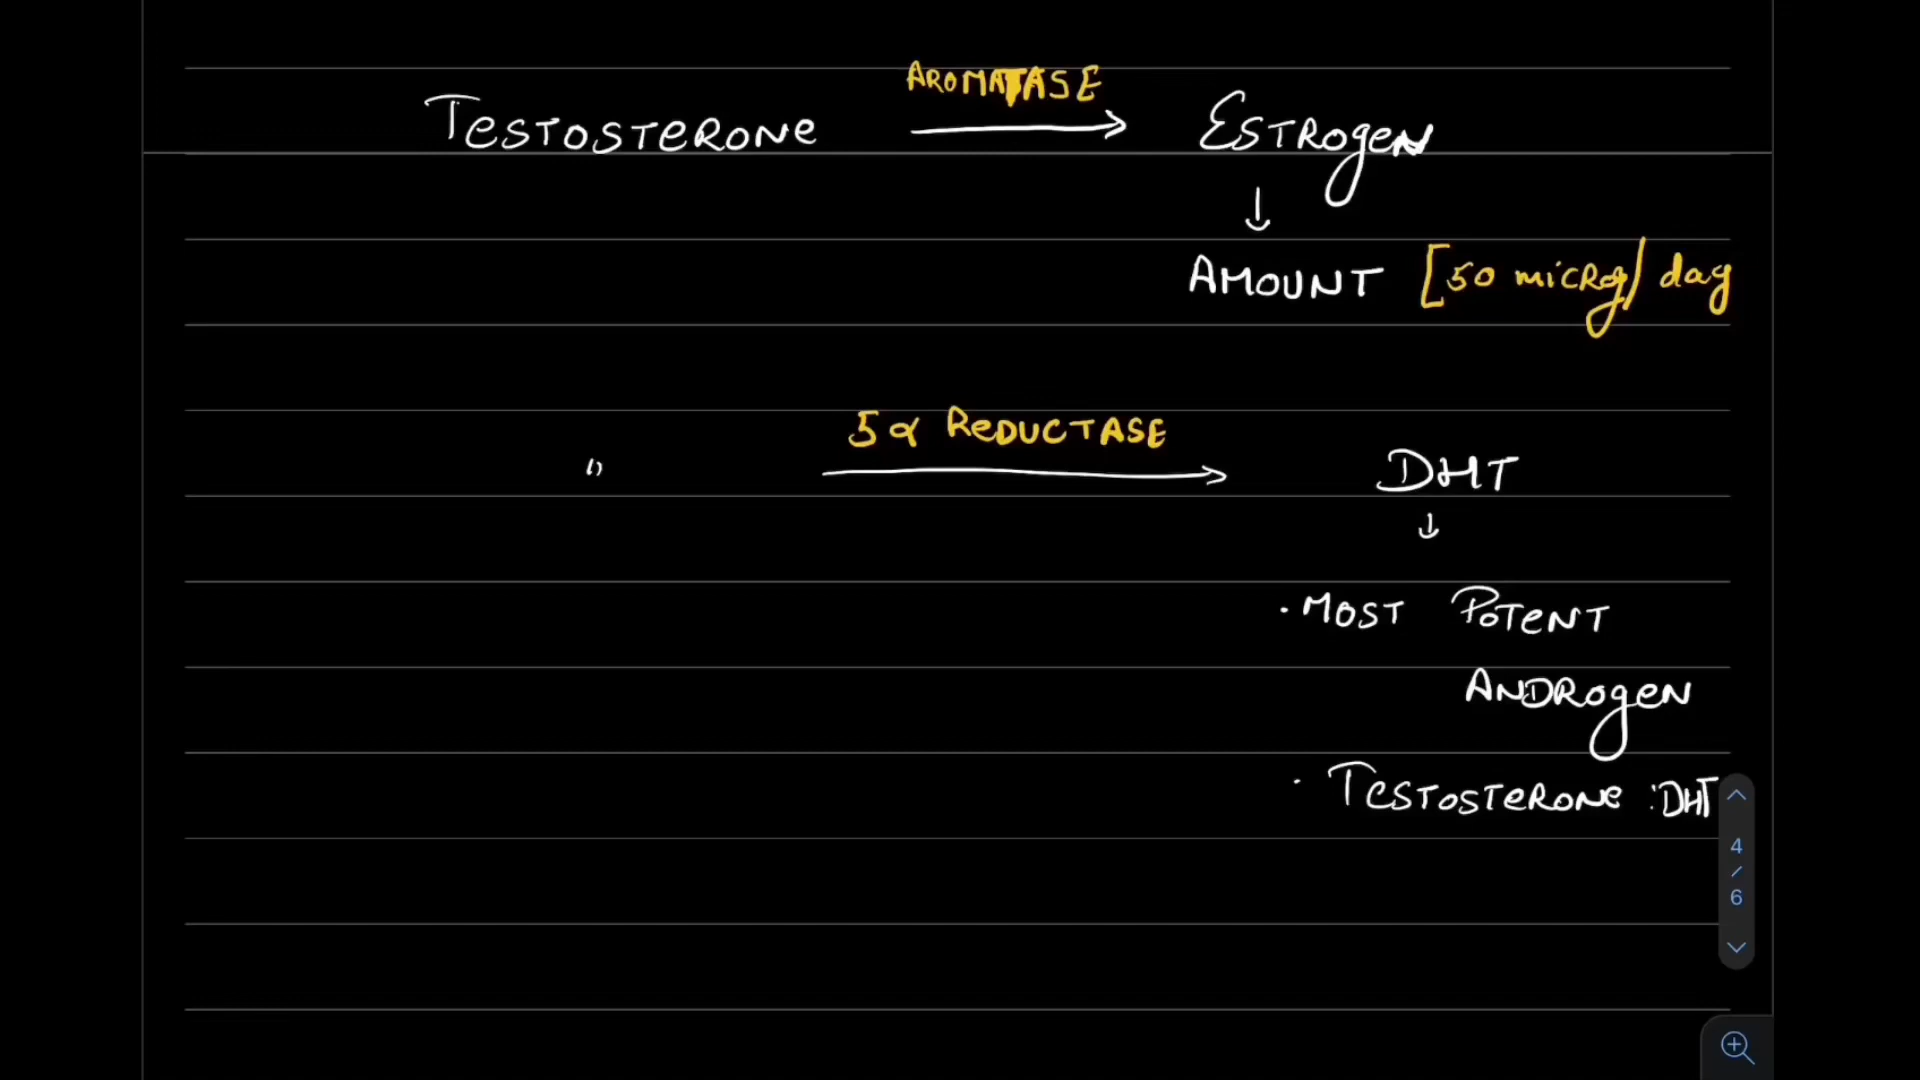 AROMATASE
TESTOSTERONE → ESTROGEN
↓
AMOUNT [50 microg/day
5α REDUCTASE
" → DHT
↓
· MOST POTENT
ANDROGEN
· TESTOSTERONE : DHT
4
/
6